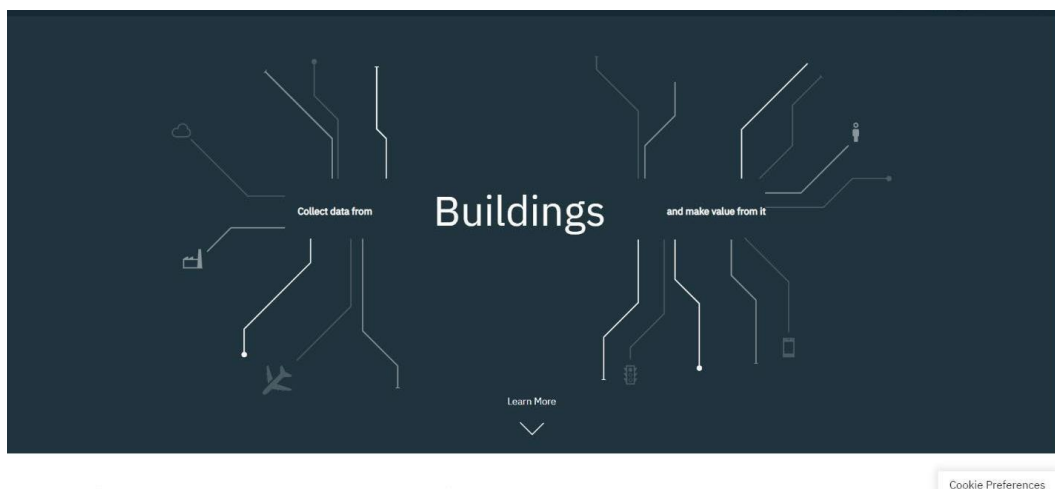 Collect data from
Buildings
and make value from it
Learn More
Cookie Preferences